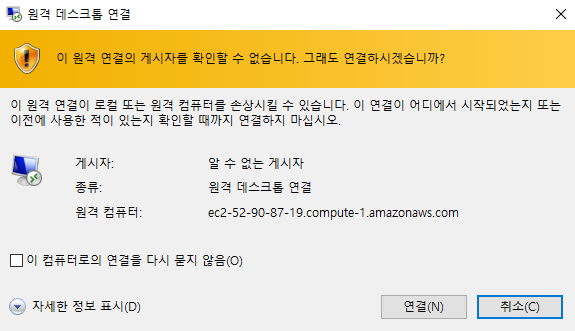 원격 데스크톱 연결
이 원격 연결의 게시자를 확인할 수 없습니다. 그래도 연결하시겠습니까?
이 원격 연결이 로컬 또는 원격 컴퓨터를 손상시킬 수 있습니다. 이 연결이 어디에서 시작되었는지 또는
이전에 사용한 적이 있는지 확인할 때까지 연결하지 마십시오.
게시자: 알 수 없는 게시자
종류: 원격 데스크톱 연결
원격 컴퓨터: ec2-52-90-87-19.compute-1.amazonaws.com
이 컴퓨터로의 연결을 다시 묻지 않음(O)
자세한 정보 표시(D) 연결(N) 취소(C)